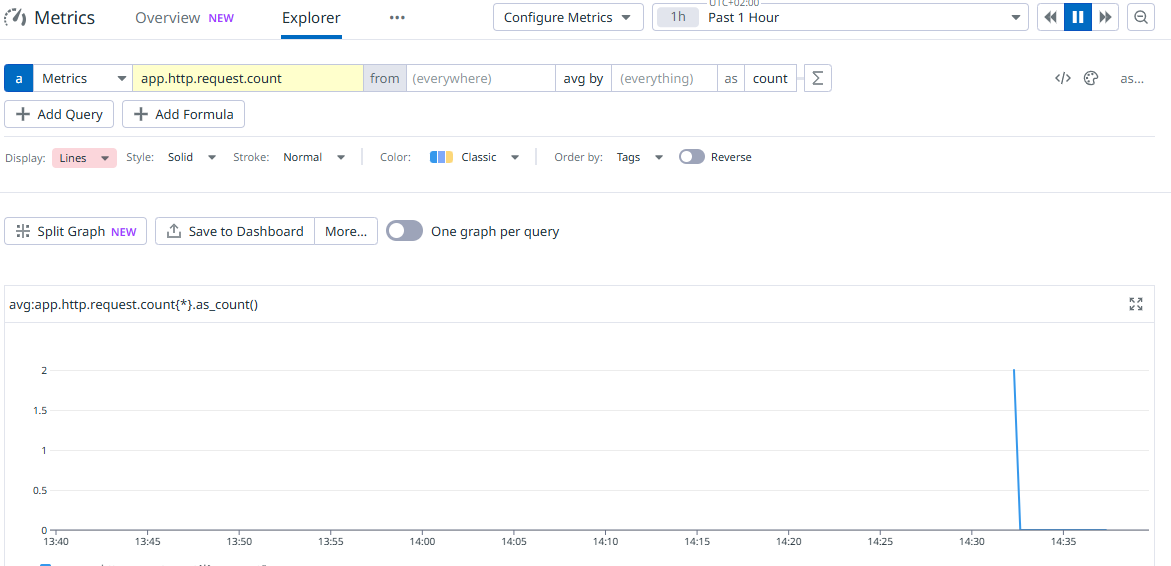 Metrics Overview NEW Explorer ••• Configure Metrics 1h UTC+02:00 Past 1 Hour
a Metrics app.http.request.count from (everywhere) avg by (everything) as count Σ </> as...
+ Add Query + Add Formula
Display: Lines Style: Solid Stroke: Normal Color: Classic Order by: Tags Reverse
Split Graph NEW Save to Dashboard More... One graph per query
avg:app.http.request.count{*}.as_count()
2
1.5
1
0.5
0
13:40 13:45 13:50 13:55 14:00 14:05 14:10 14:15 14:20 14:25 14:30 14:35